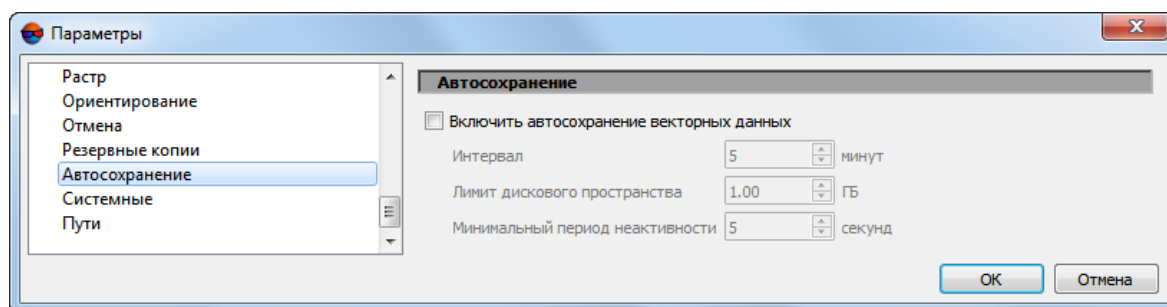 Параметры
Растр
Ориентирование
Отмена
Резервные копии
Автосохранение
Системные
Пути
Автосохранение
Включить автосохранение векторных данных
Интервал 5 минут
Лимит дискового пространства 1.00 ГБ
Минимальный период неактивности 5 секунд
OK Отмена